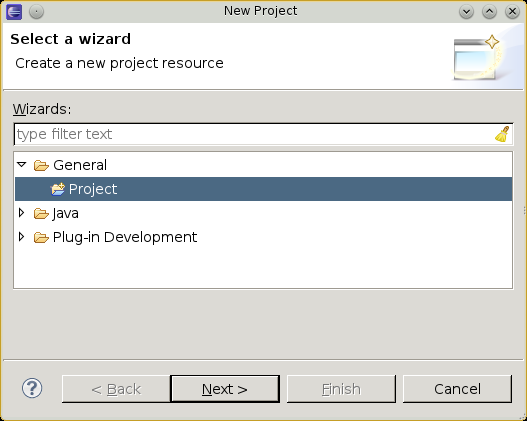 New Project
Select a wizard
Create a new project resource
Wizards:
type filter text
General
Project
Java
Plug-in Development
? < Back Next > Finish Cancel